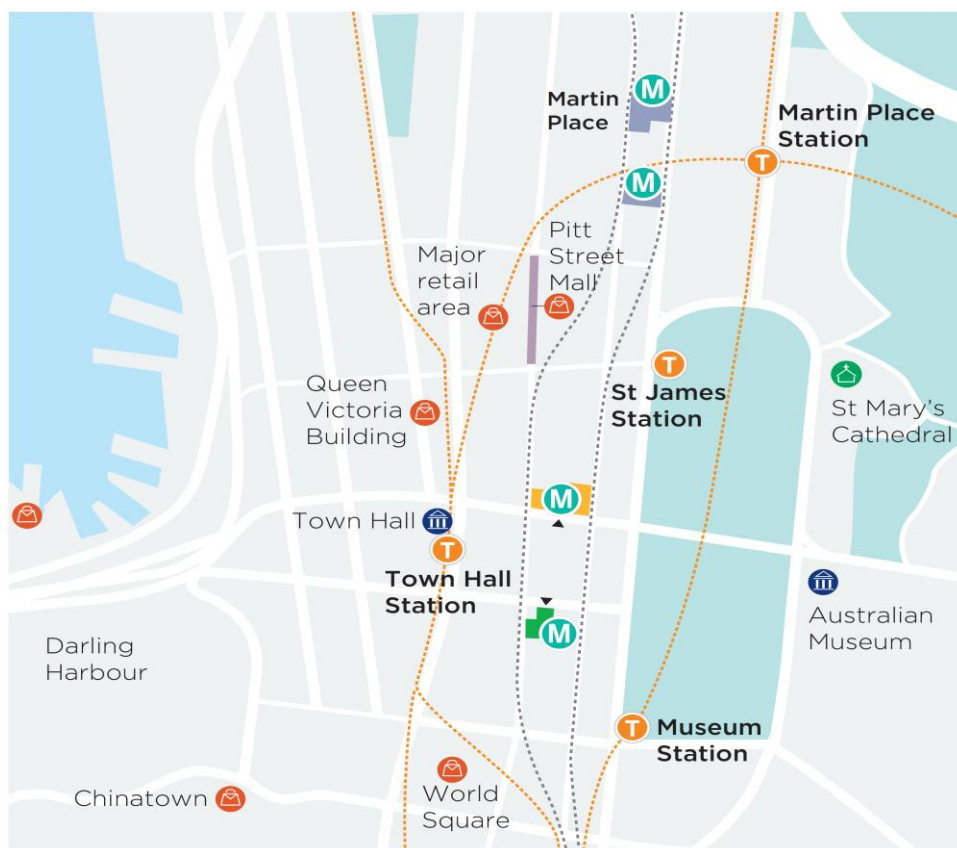 M
Martin
Place
Martin Place
Station
T
M
Pitt
Street
Mall
Major
retail
area
T
St James
Station
Queen
Victoria
Building
St Mary's
Cathedral
M
Town Hall
T
Town Hall
Station
Australian
Museum
M
Darling
Harbour
T
Museum
Station
Chinatown
World
Square